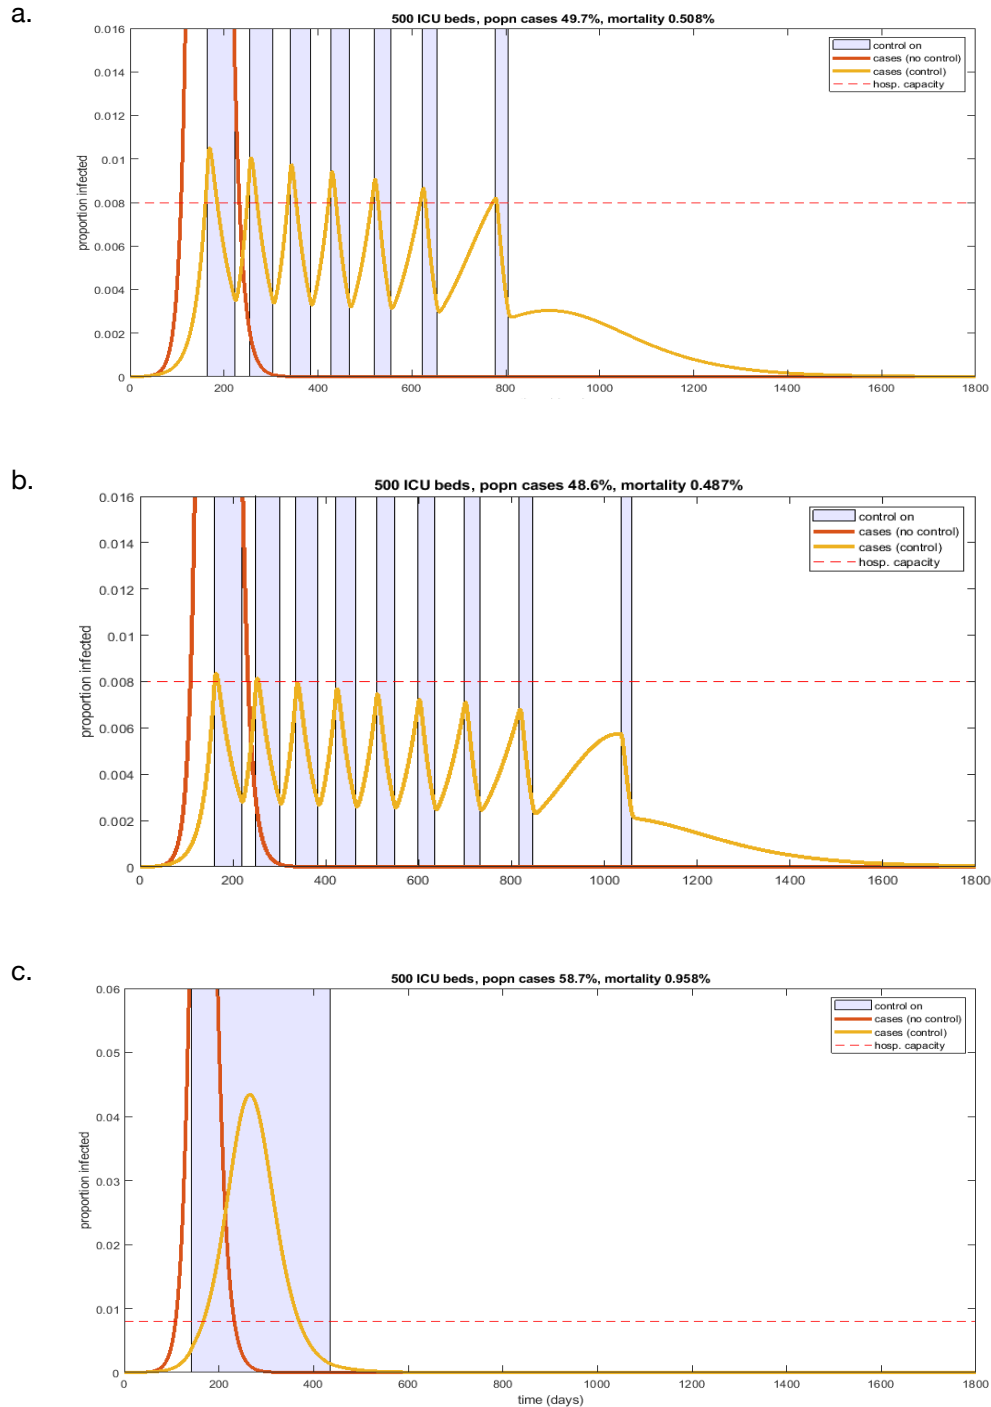 a.
500 ICU beds, popn cases 49.7%, mortality 0.508%
0.016
0.014
0.012
0.01
0.008
0.006
0.004
0.002
0
proportion infected
control on
cases (no control)
cases (control)
hosp. capacity
0 200 400 600 800 1000 1200 1400 1600 1800
b.
500 ICU beds, popn cases 48.6%, mortality 0.487%
0.016
0.014
0.012
0.01
0.008
0.006
0.004
0.002
0
proportion infected
control on
cases (no control)
cases (control)
hosp. capacity
0 200 400 600 800 1000 1200 1400 1600 1800
c.
500 ICU beds, popn cases 58.7%, mortality 0.958%
0.06
0.05
0.04
0.03
0.02
0.01
0
proportion infected
control on
cases (no control)
cases (control)
hosp. capacity
0 200 400 600 800 1000 1200 1400 1600 1800
time (days)